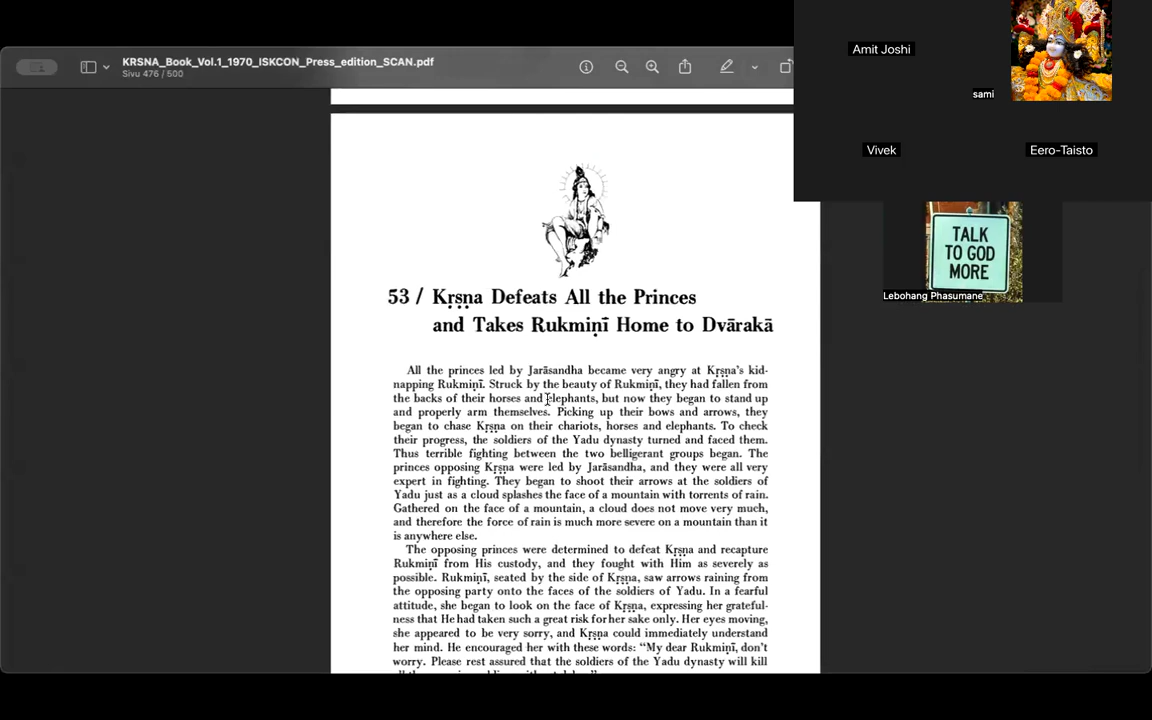 KRSNA_Book_Vol.1_1970_ISKCON_Press_edition_SCAN.pdf
Sivu 476 / 500
Amit Joshi
sami
Vivek
Eero-Taisto
TALK
TO GOD
MORE
Lebohang Phasumane
53 / Kṛṣṇa Defeats All the Princes
and Takes Rukmiṇī Home to Dvārakā
All the princes led by Jarāsandha became very angry at Kṛṣṇa's kid-
napping Rukmiṇī. Struck by the beauty of Rukmiṇī, they had fallen from
the backs of their horses and elephants, but now they began to stand up
and properly arm themselves. Picking up their bows and arrows, they
began to chase Kṛṣṇa on their chariots, horses and elephants. To check
their progress, the soldiers of the Yadu dynasty turned and faced them.
Thus terrible fighting between the two belligerant groups began. The
princes opposing Kṛṣṇa were led by Jarāsandha, and they were all very
expert in fighting. They began to shoot their arrows at the soldiers of
Yadu just as a cloud splashes the face of a mountain with torrents of rain.
Gathered on the face of a mountain, a cloud does not move very much,
and therefore the force of rain is much more severe on a mountain than it
is anywhere else.
The opposing princes were determined to defeat Kṛṣṇa and recapture
Rukmiṇī from His custody, and they fought with Him as severely as
possible. Rukmiṇī, seated by the side of Kṛṣṇa, saw arrows raining from
the opposing party onto the faces of the soldiers of Yadu. In a fearful
attitude, she began to look on the face of Kṛṣṇa, expressing her grateful-
ness that He had taken such a great risk for her sake only. Her eyes moving,
she appeared to be very sorry, and Kṛṣṇa could immediately understand
her mind. He encouraged her with these words: “My dear Rukmiṇī, don't
worry. Please rest assured that the soldiers of the Yadu dynasty will kill